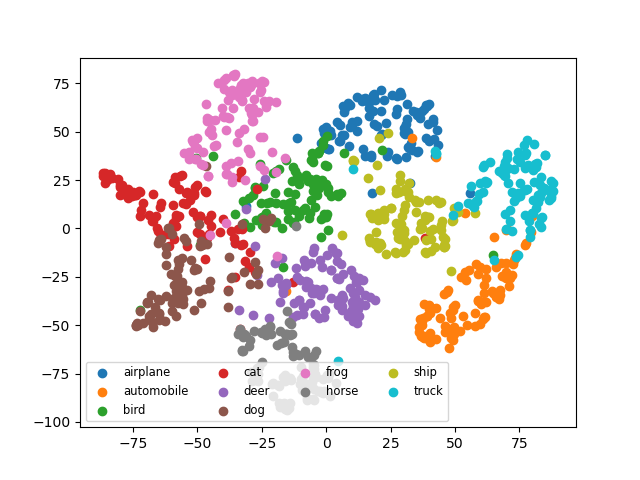 75
50
25
0
−25
−50
−75
−100
airplane cat frog ship
automobile deer horse truck
bird dog
−75 −50 −25 0 25 50 75